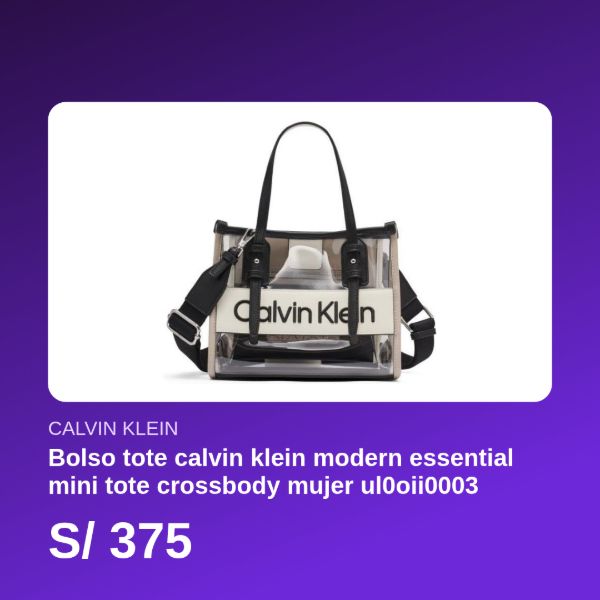 Calvin Klein
CALVIN KLEIN
Bolso tote calvin klein modern essential
mini tote crossbody mujer ul0oii0003
S/ 375